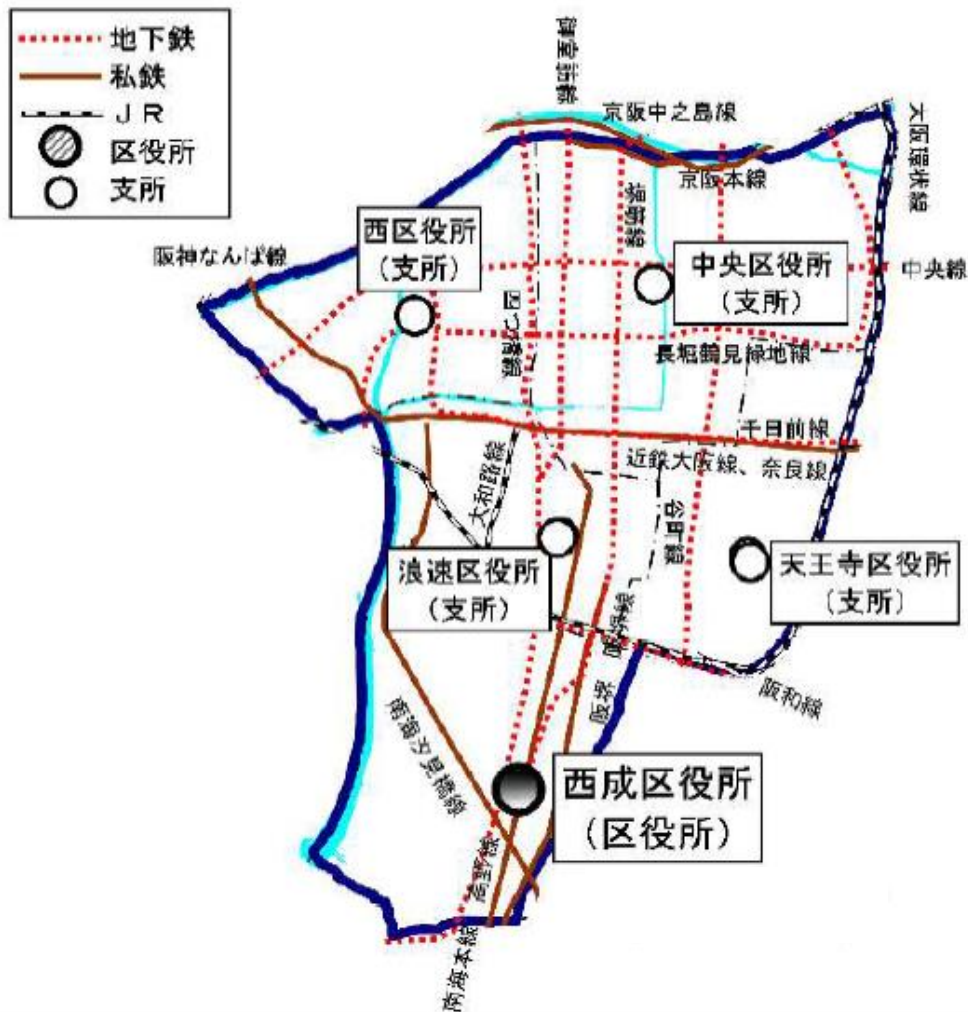 地下鉄
私鉄
ＪＲ
区役所
支所
御堂筋線
京阪中之島線
大阪環状線
京阪本線
堺筋線
西区役所
(支所)
阪神なんば線
中央区役所
(支所)
中央線
四つ橋線
長堀鶴見緑地線
千日前線
近鉄大阪線、奈良線
大和路線
谷町線
浪速区役所
(支所)
天王寺区役所
(支所)
阪堺線
阪堺
阪和線
南海汐見橋線
西成区役所
(区役所)
高野線
南海本線